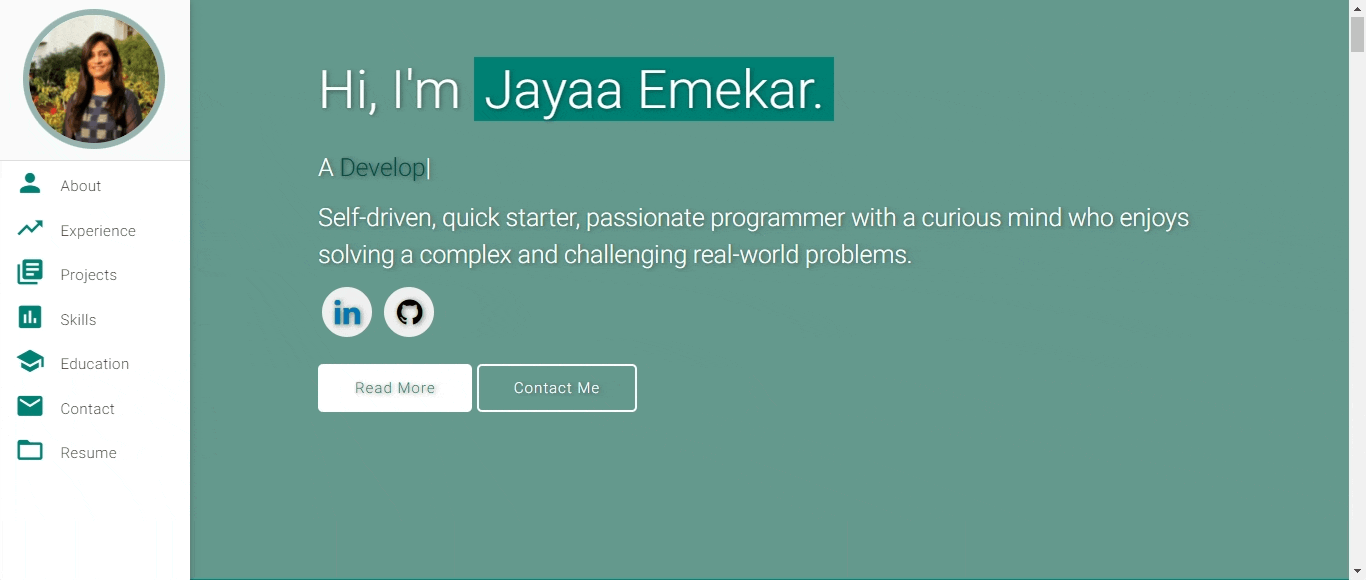 About
Experience
Projects
Skills
Education
Contact
Resume
Hi, I'm Jayaa Emekar.
A Develop|
Self-driven, quick starter, passionate programmer with a curious mind who enjoys
solving a complex and challenging real-world problems.
in
Read More
Contact Me